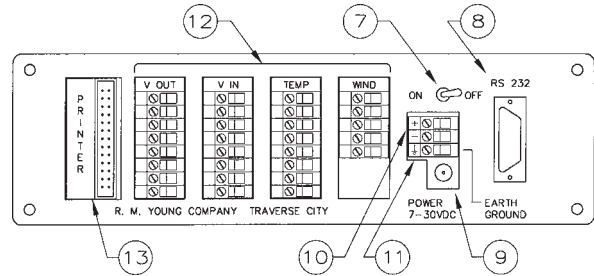 12
7
8
V OUT
V IN
TEMP
WIND
ON
OFF
RS 232
PRINTER
+
−
⏚
R. M. YOUNG COMPANY TRAVERSE CITY
POWER
7-30VDC
EARTH
GROUND
13
10
11
9